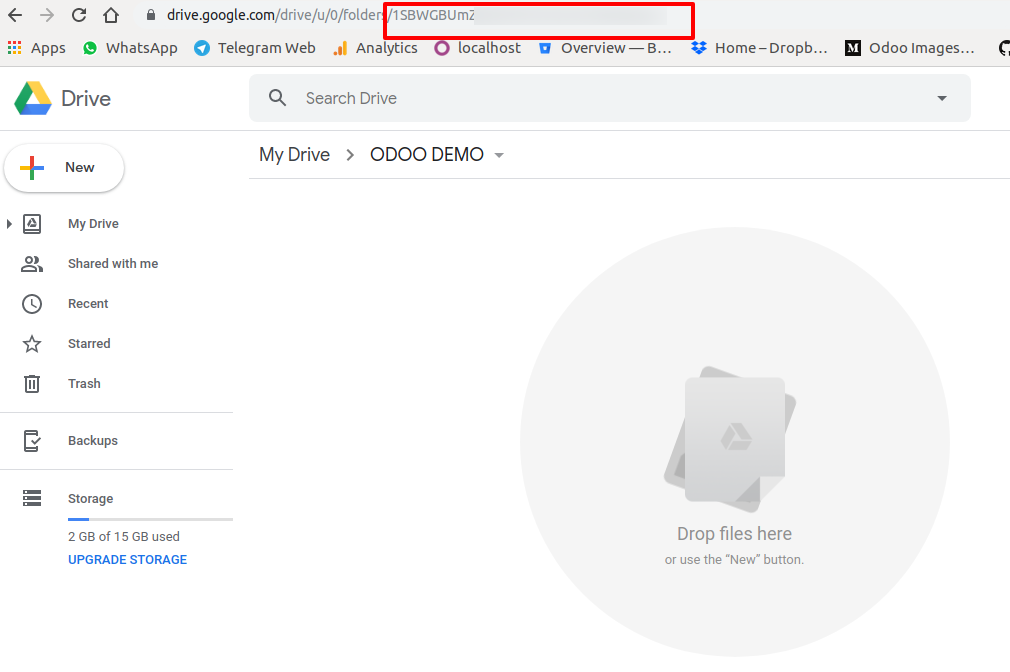 drive.google.com/drive/u/0/folders/1SBWGBUmZ
Apps WhatsApp Telegram Web Analytics localhost Overview — B... Home – Dropb... M Odoo Images...
Drive
Search Drive
My Drive > ODOO DEMO
New
My Drive
Shared with me
Recent
Starred
Trash
Backups
Storage
2 GB of 15 GB used
UPGRADE STORAGE
Drop files here
or use the “New” button.